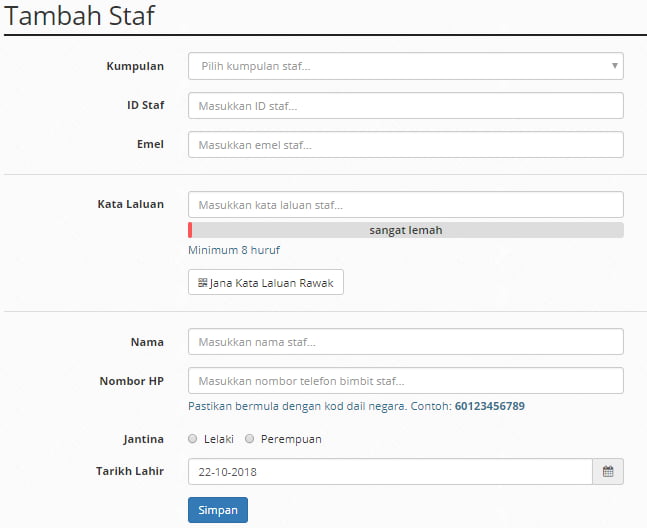 Tambah Staf
Kumpulan Pilih kumpulan staf...
ID Staf Masukkan ID staf...
Emel Masukkan emel staf...
Kata Laluan Masukkan kata laluan staf...
sangat lemah
Minimum 8 huruf
Jana Kata Laluan Rawak
Nama Masukkan nama staf...
Nombor HP Masukkan nombor telefon bimbit staf...
Pastikan bermula dengan kod dail negara. Contoh: 60123456789
Jantina Lelaki Perempuan
Tarikh Lahir 22-10-2018
Simpan